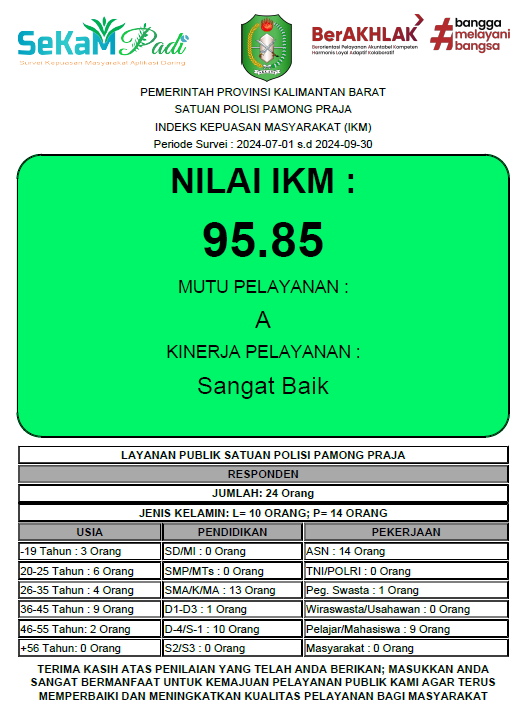 SeKaM Padi
Survei Kepuasan Masyarakat Aplikasi Daring
BerAKHLAK
Berorientasi Pelayanan Akuntabel Kompeten
Harmonis Loyal Adaptif Kolaboratif
#bangga
melayani
bangsa
PEMERINTAH PROVINSI KALIMANTAN BARAT
SATUAN POLISI PAMONG PRAJA
INDEKS KEPUASAN MASYARAKAT (IKM)
Periode Survei : 2024-07-01 s.d 2024-09-30
NILAI IKM :
95.85
MUTU PELAYANAN :
A
KINERJA PELAYANAN :
Sangat Baik
LAYANAN PUBLIK SATUAN POLISI PAMONG PRAJA
RESPONDEN
JUMLAH: 24 Orang
JENIS KELAMIN: L= 10 ORANG; P= 14 ORANG
USIA PENDIDIKAN PEKERJAAN
-19 Tahun : 3 Orang SD/MI : 0 Orang ASN : 14 Orang
20-25 Tahun : 6 Orang SMP/MTs : 0 Orang TNI/POLRI : 0 Orang
26-35 Tahun : 4 Orang SMA/K/MA : 13 Orang Peg. Swasta : 1 Orang
36-45 Tahun : 9 Orang D1-D3 : 1 Orang Wiraswasta/Usahawan : 0 Orang
46-55 Tahun: 2 Orang D-4/S-1 : 10 Orang Pelajar/Mahasiswa : 9 Orang
+56 Tahun: 0 Orang S2/S3 : 0 Orang Masyarakat : 0 Orang
TERIMA KASIH ATAS PENILAIAN YANG TELAH ANDA BERIKAN; MASUKKAN ANDA
SANGAT BERMANFAAT UNTUK KEMAJUAN PELAYANAN PUBLIK KAMI AGAR TERUS
MEMPERBAIKI DAN MENINGKATKAN KUALITAS PELAYANAN BAGI MASYARAKAT